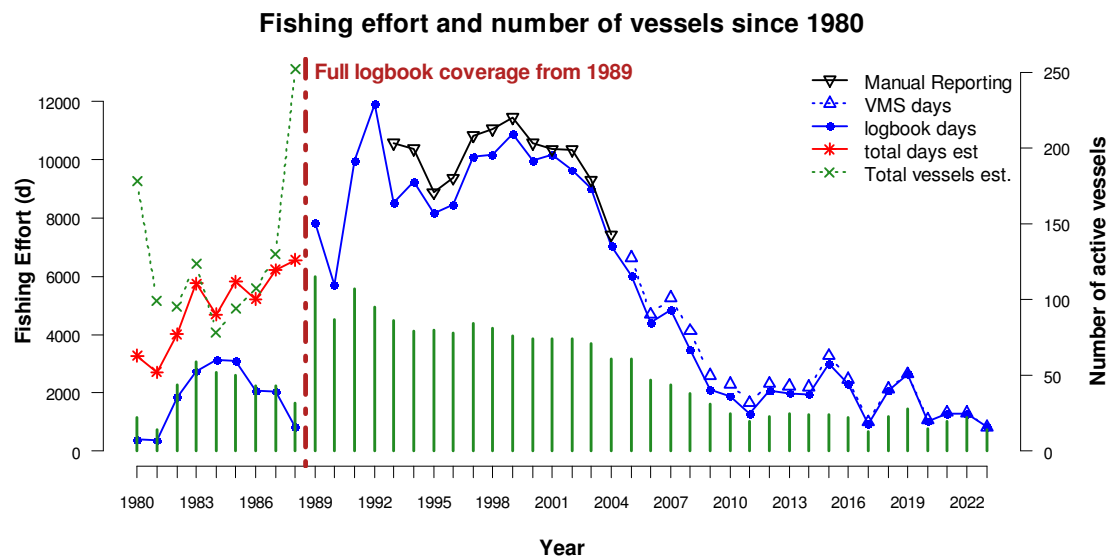 Fishing effort and number of vessels since 1980
Full logbook coverage from 1989
Manual Reporting
VMS days
logbook days
total days est
Total vessels est.
Fishing Effort (d)
12000
10000
8000
6000
4000
2000
0
250
200
150
100
50
0
Number of active vessels
1980 1983 1986 1989 1992 1995 1998 2001 2004 2007 2010 2013 2016 2019 2022
Year